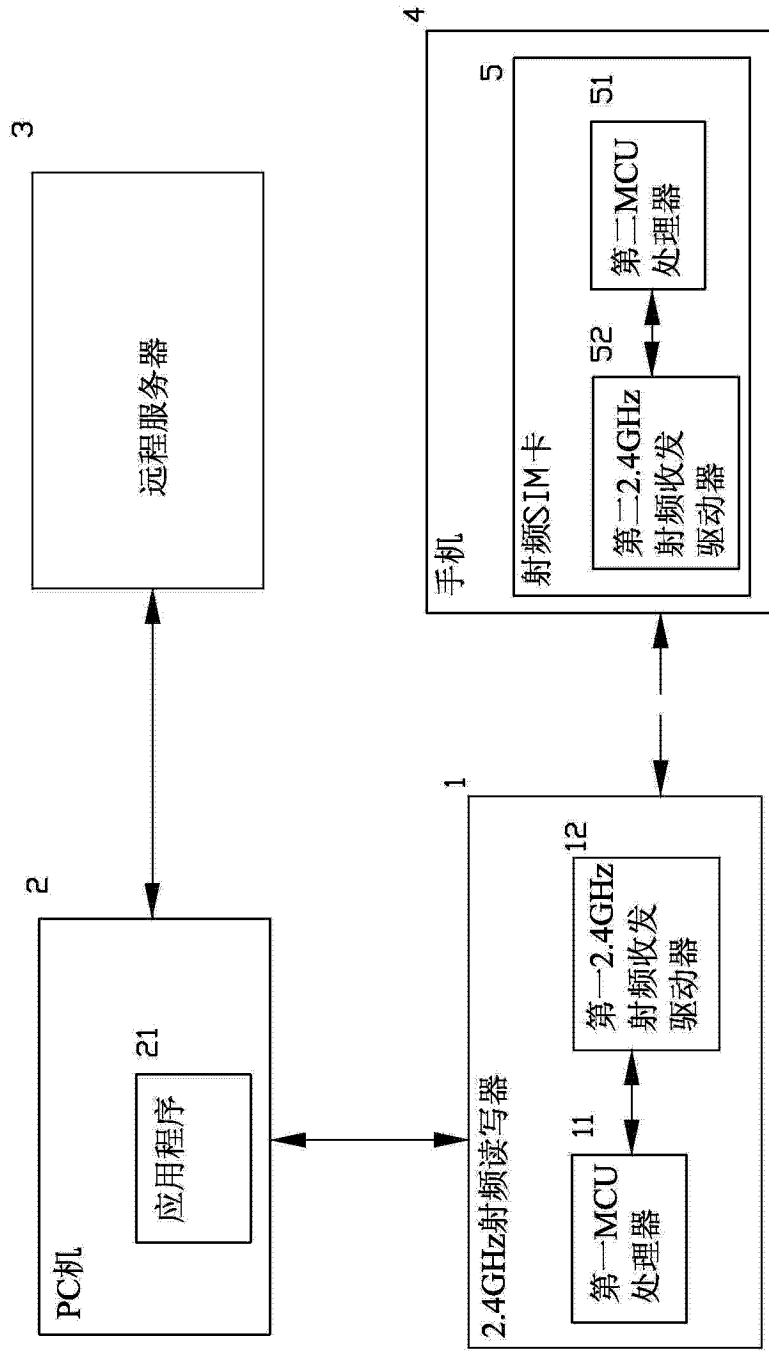 PC机
2
应用程序
21
远程服务器
3
2.4GHz射频读写器
1
第一MCU
处理器
11
第一2.4GHz
射频收发
驱动器
12
手机
4
射频SIM卡
5
第二2.4GHz
射频收发
驱动器
52
第二MCU
处理器
51